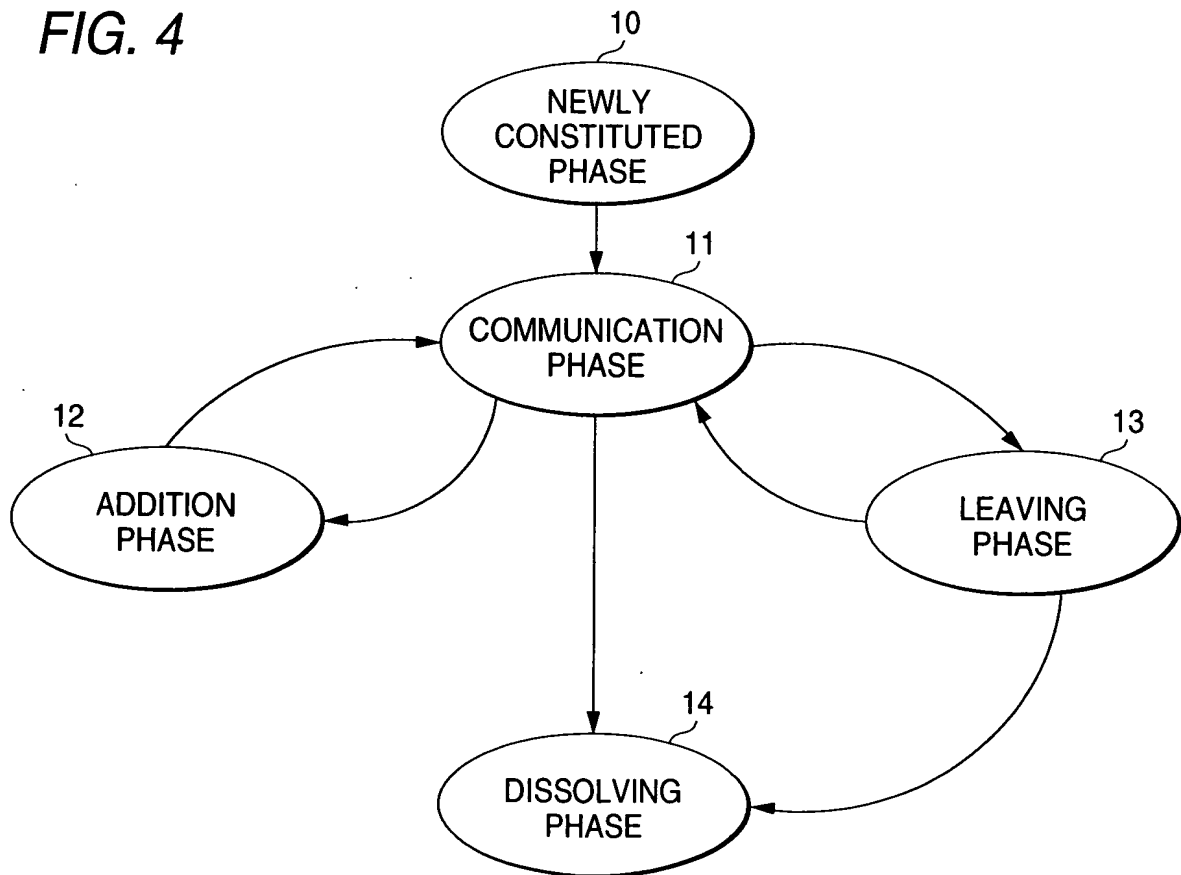 FIG. 4
10
NEWLY
CONSTITUTED
PHASE
11
COMMUNICATION
PHASE
12
ADDITION
PHASE
13
LEAVING
PHASE
14
DISSOLVING
PHASE